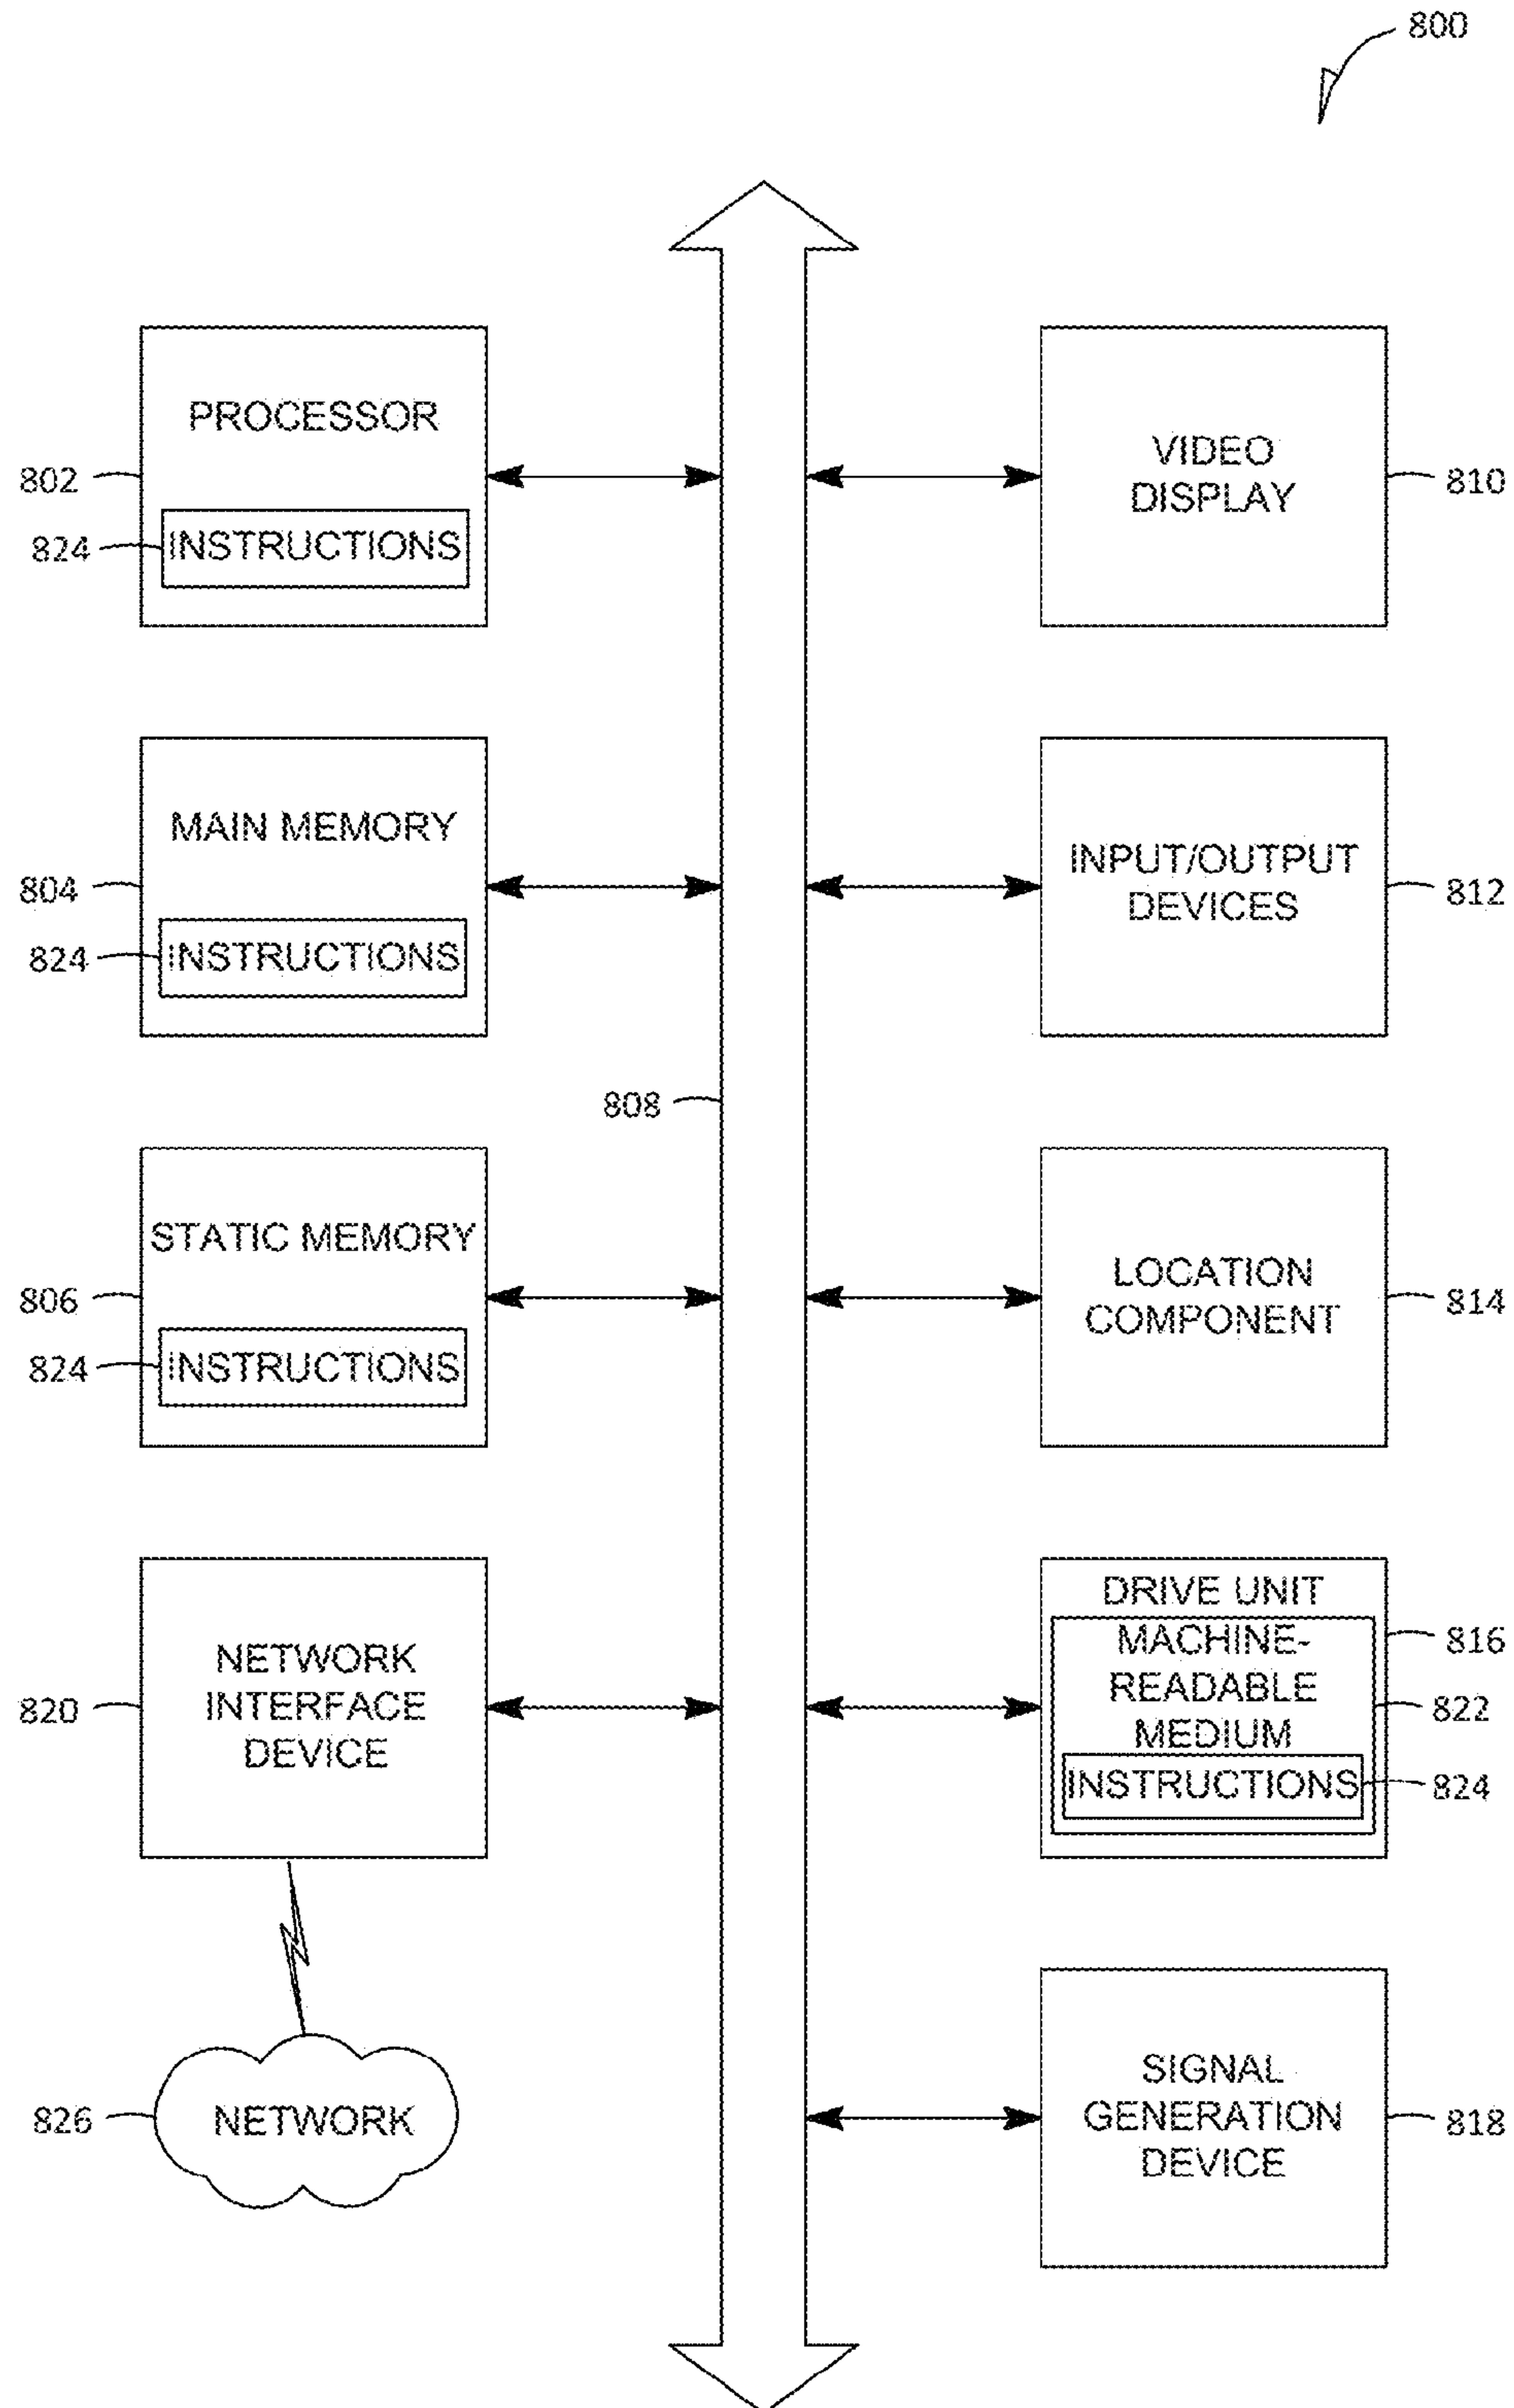 800
PROCESSOR
802
824
INSTRUCTIONS
VIDEO
DISPLAY
810
MAIN MEMORY
804
824
INSTRUCTIONS
INPUT/OUTPUT
DEVICES
812
808
STATIC MEMORY
806
824
INSTRUCTIONS
LOCATION
COMPONENT
814
NETWORK
INTERFACE
DEVICE
820
DRIVE UNIT
816
MACHINE-
READABLE
MEDIUM
822
INSTRUCTIONS
824
NETWORK
826
SIGNAL
GENERATION
DEVICE
818